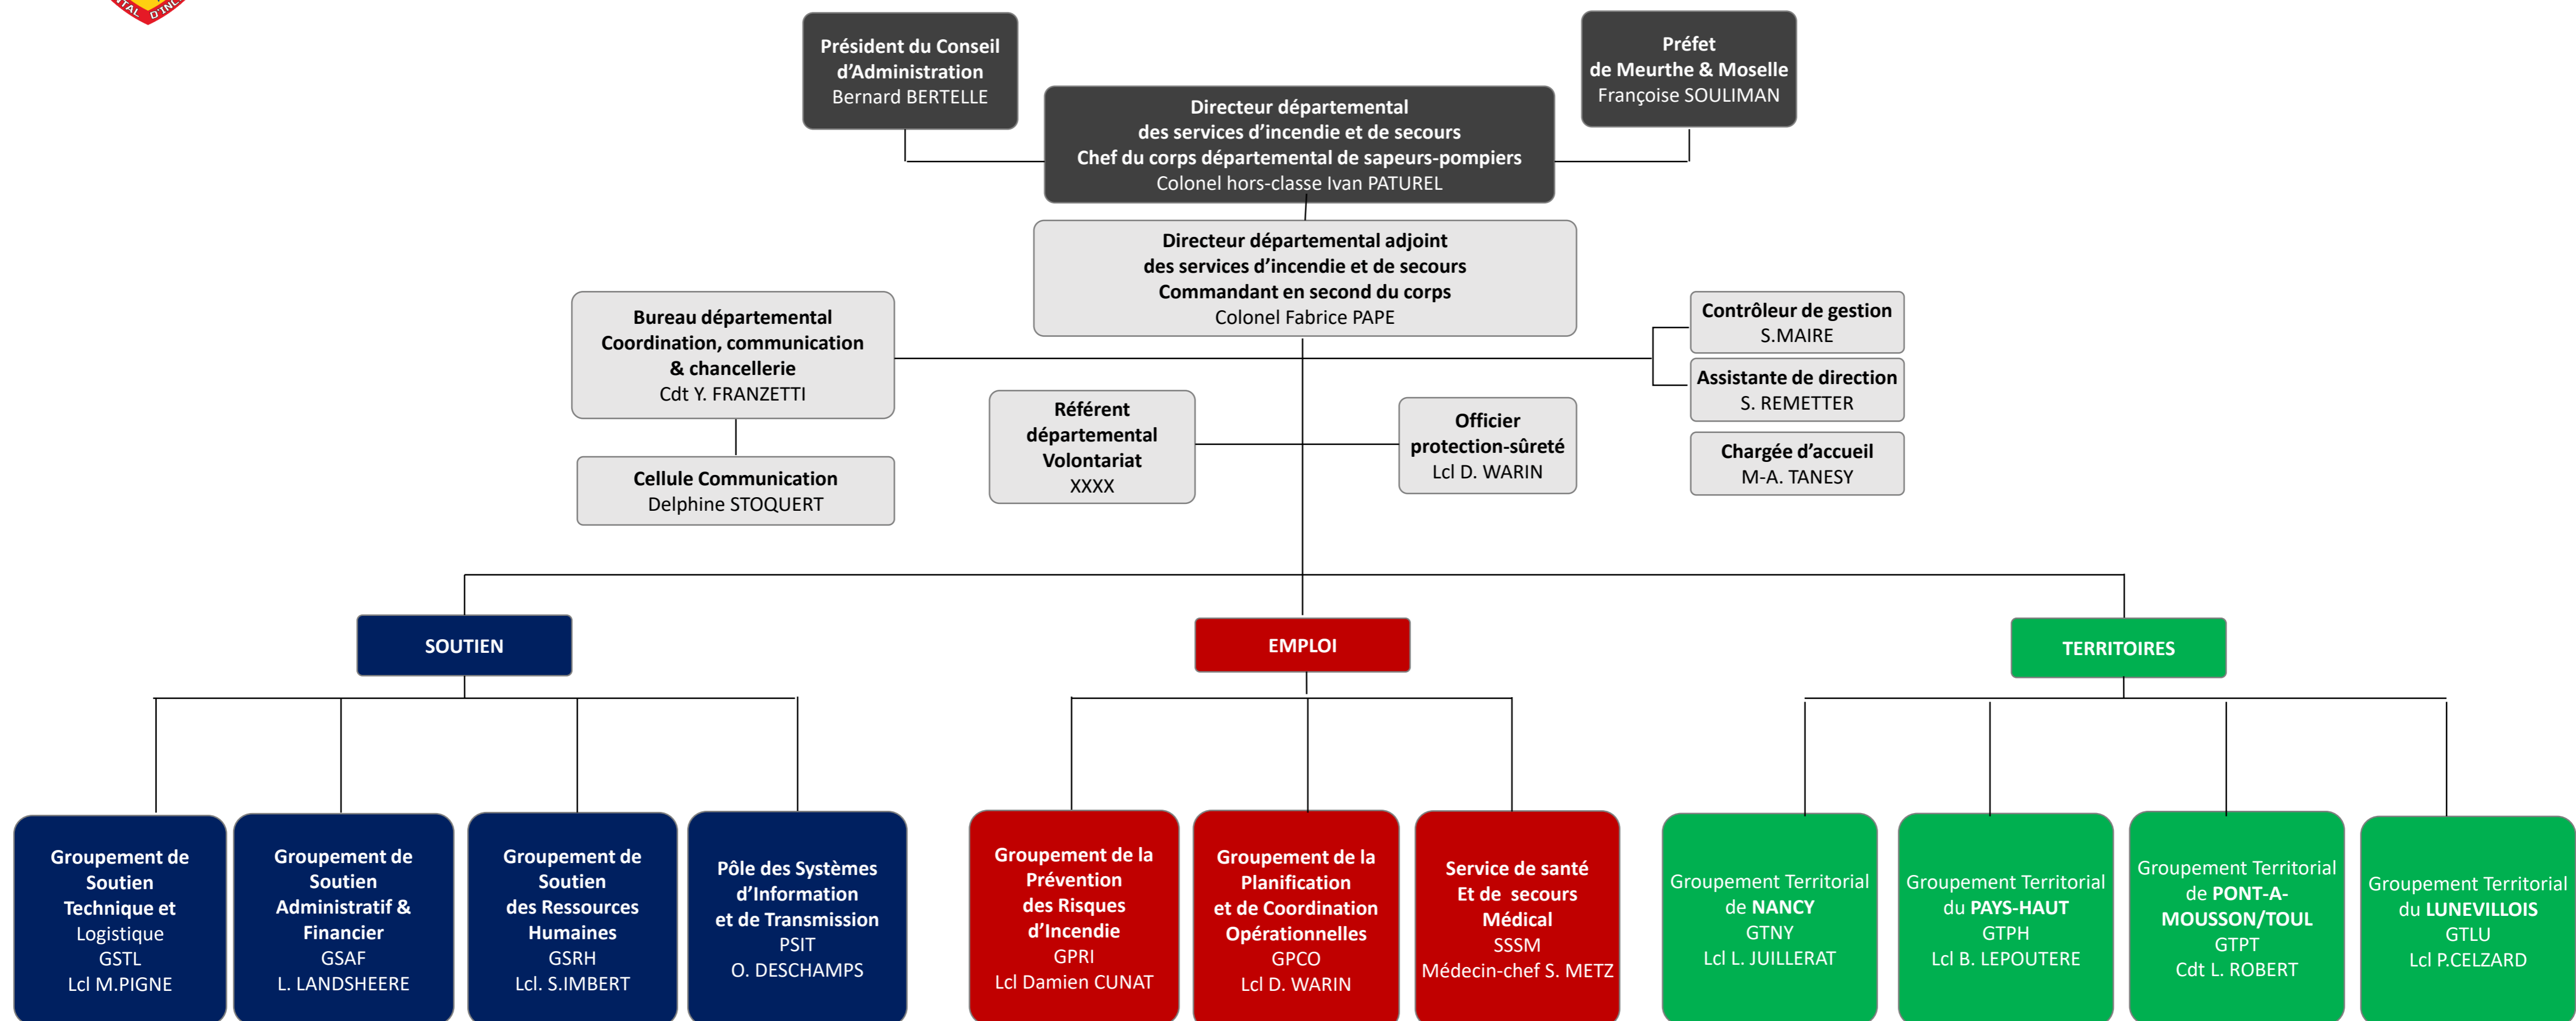 NTAL D'INC
Président du Conseil
d'Administration
Bernard BERTELLE
Préfet
de Meurthe & Moselle
Françoise SOULIMAN
Directeur départemental
des services d'incendie et de secours
Chef du corps départemental de sapeurs-pompiers
Colonel hors-classe Ivan PATUREL
Directeur départemental adjoint
des services d'incendie et de secours
Commandant en second du corps
Colonel Fabrice PAPE
Bureau départemental
Coordination, communication
& chancellerie
Cdt Y. FRANZETTI
Cellule Communication
Delphine STOQUERT
Référent
départemental
Volontariat
XXXX
Officier
protection-sûreté
Lcl D. WARIN
Contrôleur de gestion
S.MAIRE
Assistante de direction
S. REMETTER
Chargée d'accueil
M-A. TANESY
SOUTIEN
EMPLOI
TERRITOIRES
Groupement de
Soutien
Technique et
Logistique
GSTL
Lcl M.PIGNE
Groupement de
Soutien
Administratif &
Financier
GSAF
L. LANDSHEERE
Groupement de
Soutien
des Ressources
Humaines
GSRH
Lcl. S.IMBERT
Pôle des Systèmes
d'Information
et de Transmission
PSIT
O. DESCHAMPS
Groupement de la
Prévention
des Risques
d'Incendie
GPRI
Lcl Damien CUNAT
Groupement de la
Planification
et de Coordination
Opérationnelles
GPCO
Lcl D. WARIN
Service de santé
Et de  secours
Médical
SSSM
Médecin-chef S. METZ
Groupement Territorial
de NANCY
GTNY
Lcl L. JUILLERAT
Groupement Territorial
du PAYS-HAUT
GTPH
Lcl B. LEPOUTERE
Groupement Territorial
de PONT-A-
MOUSSON/TOUL
GTPT
Cdt L. ROBERT
Groupement Territorial
du LUNEVILLOIS
GTLU
Lcl P.CELZARD